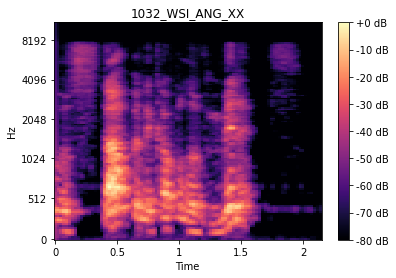 1032_WSI_ANG_XX
+0 dB
8192
-10 dB
4096
-20 dB
-30 dB
2048
Hz
-40 dB
1024
-50 dB
512
-60 dB
-70 dB
0
-80 dB
0 0.5 1 1.5 2
Time